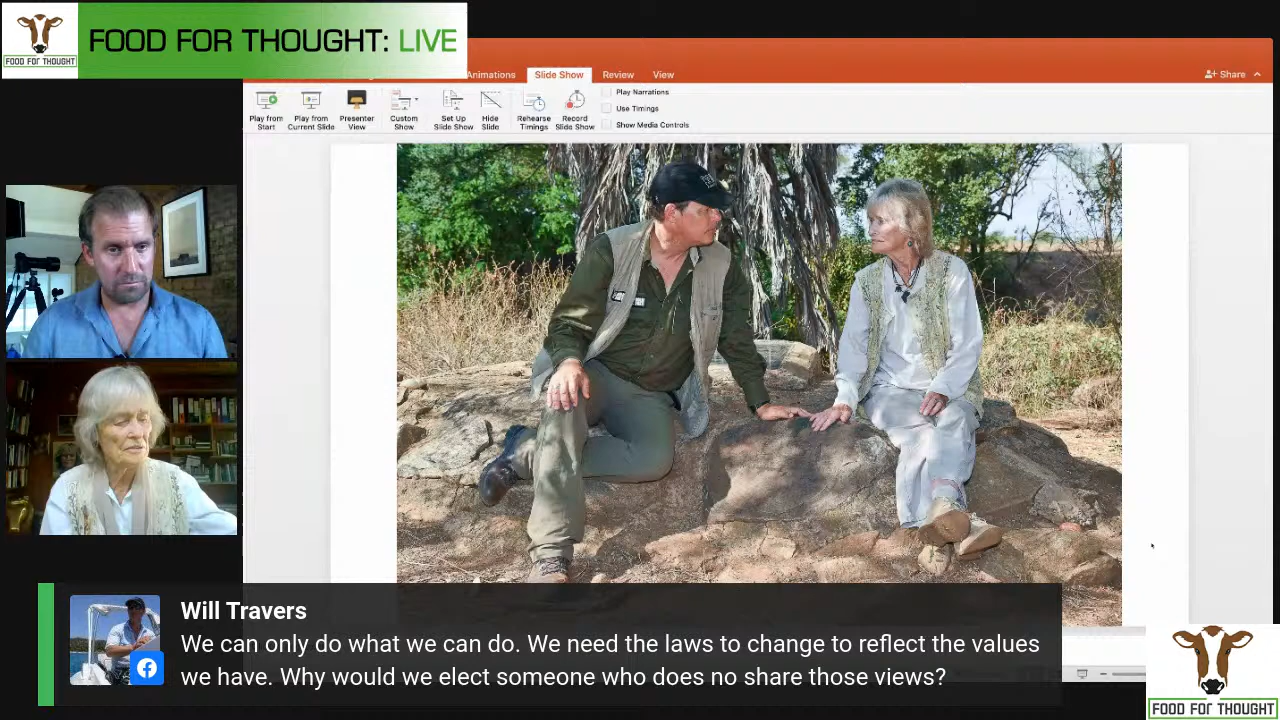 FOOD FOR THOUGHT
FOOD FOR THOUGHT: LIVE
Animations Slide Show Review View
Share
Play from
Start
Play from
Current Slide
Presenter
View
Custom
Show
Set Up
Slide Show
Hide
Slide
Rehearse
Timings
Record
Slide Show
Play Narrations
Use Timings
Show Media Controls
Will Travers
We can only do what we can do. We need the laws to change to reflect the values
we have. Why would we elect someone who does no share those views?
FOOD FOR THOUGHT